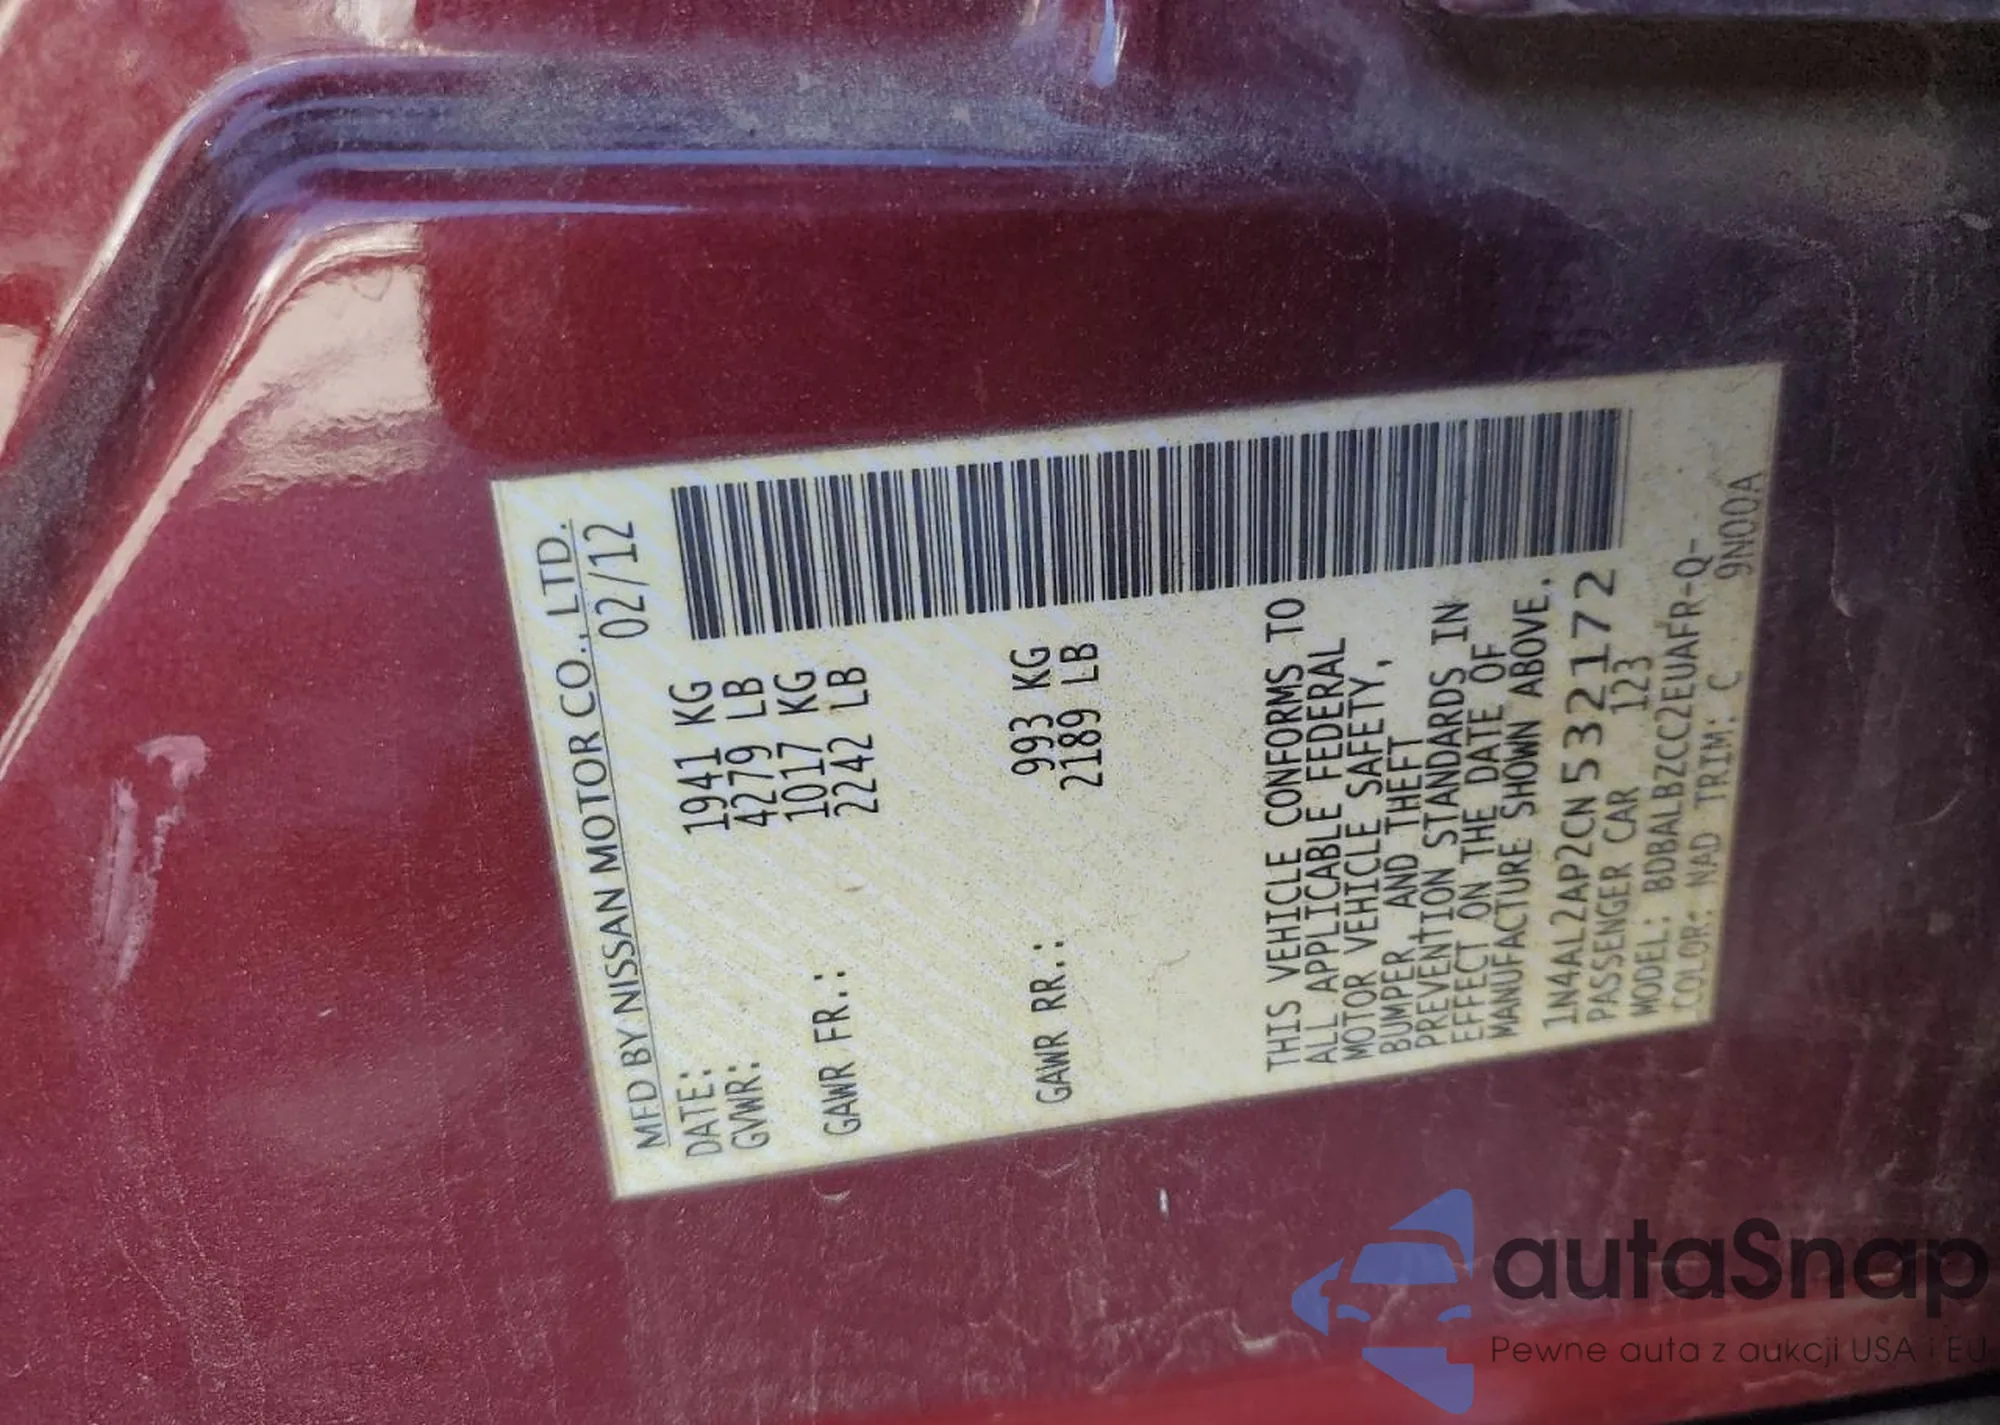 MFD BY NISSAN MOTOR CO., LTD.
DATE: 02/12
GVWR: 1941 KG
4279 LB
GAWR FR.: 1017 KG
2242 LB
GAWR RR.: 993 KG
2189 LB
THIS VEHICLE CONFORMS TO
ALL APPLICABLE FEDERAL
MOTOR VEHICLE SAFETY,
BUMPER AND THEFT
PREVENTION STANDARDS IN
EFFECT ON THE DATE OF
MANUFACTURE SHOWN ABOVE.
1N4AL2AP2CN532172
PASSENGER CAR 123
MODEL: BDBALBZCC2EUAFR-Q-
COLOR: NAD TRIM: C 9N00A
autaSnap
Pewne auta z aukcji USA i EU